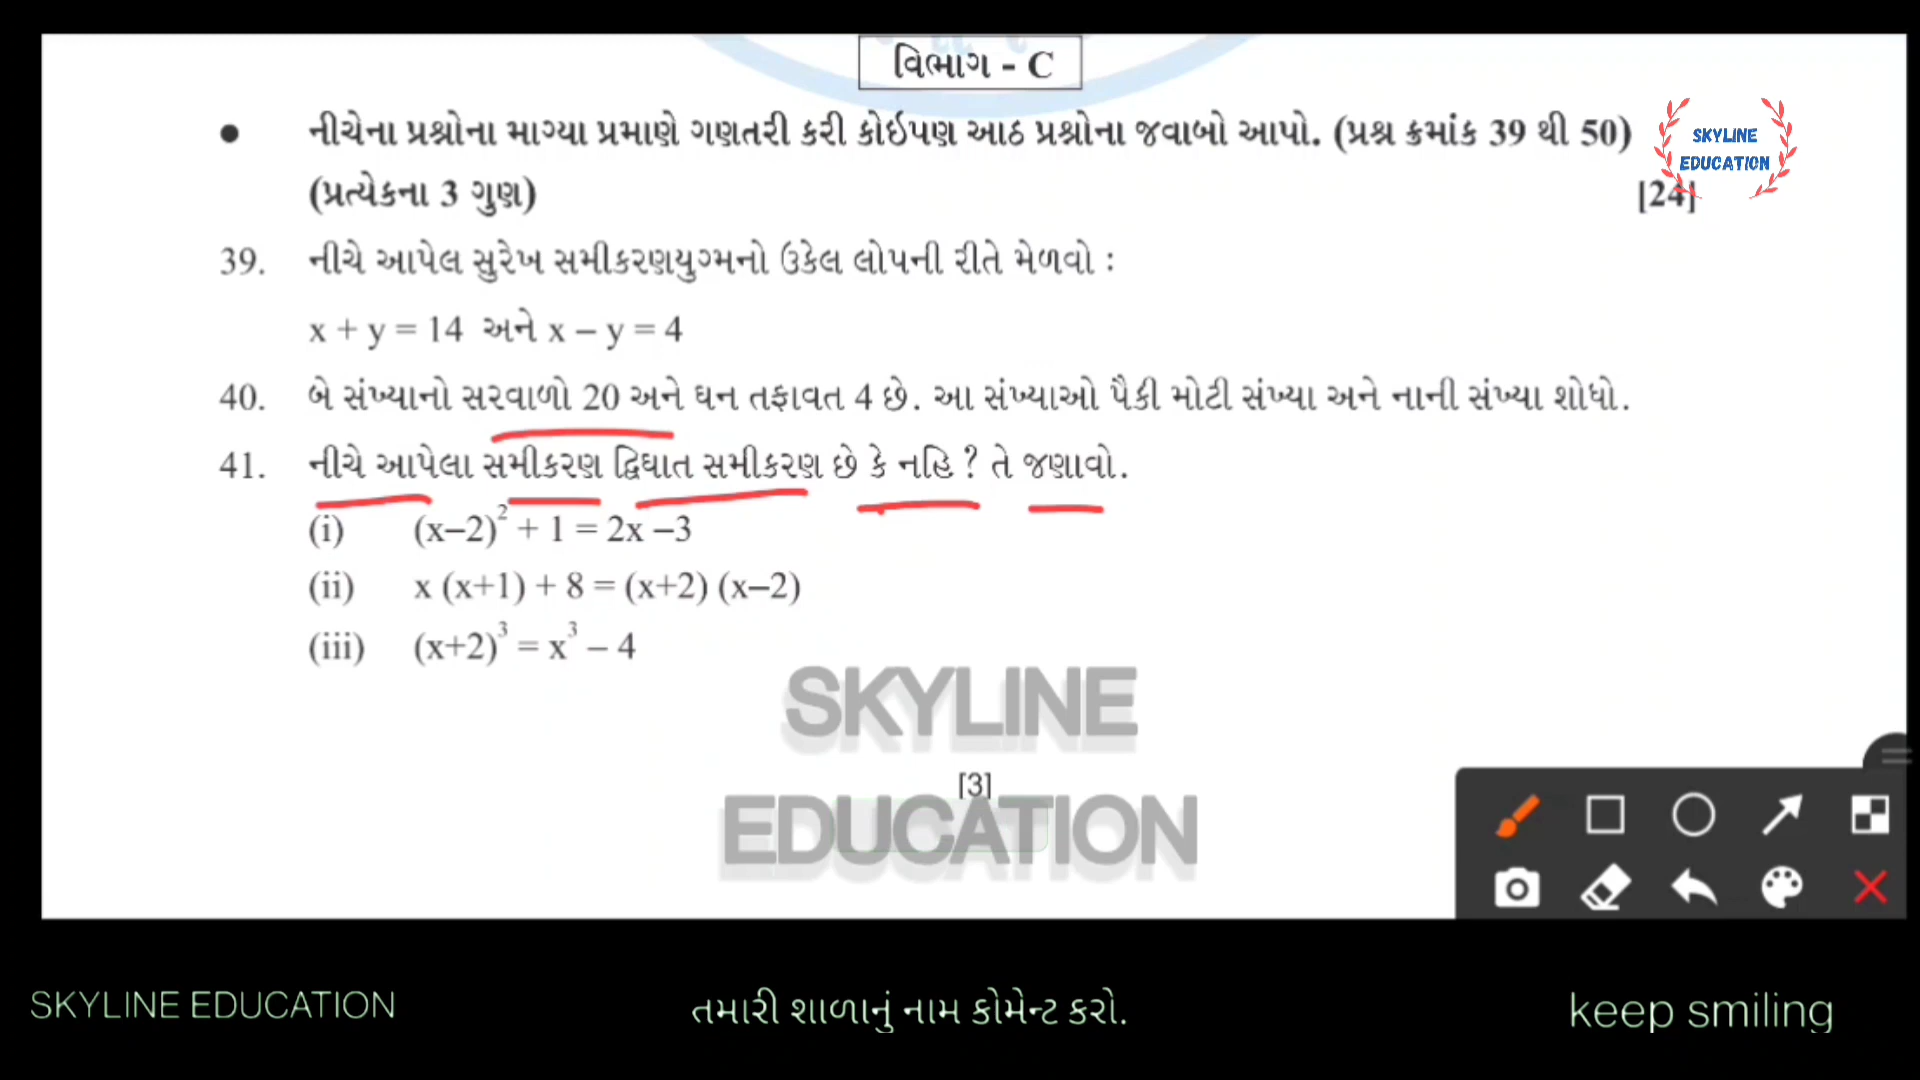 વિભાગ - C
● નીચેના પ્રશ્નોના માગ્યા પ્રમાણે ગણતરી કરી કોઈપણ આઠ પ્રશ્નોના જવાબો આપો. (પ્રશ્ન ક્રમાંક 39 થી 50)
(પ્રત્યેકના 3 ગુણ) [24]
SKYLINE
EDUCATION
39. નીચે આપેલ સુરેખ સમીકરણયુગ્મનો ઉકેલ લોપની રીતે મેળવો :
x + y = 14 અને x – y = 4
40. બે સંખ્યાનો સરવાળો 20 અને ઘન તફાવત 4 છે. આ સંખ્યાઓ પૈકી મોટી સંખ્યા અને નાની સંખ્યા શોધો.
41. નીચે આપેલા સમીકરણ દ્વિઘાત સમીકરણ છે કે નહિ ? તે જણાવો.
(i) (x–2)² + 1 = 2x –3
(ii) x (x+1) + 8 = (x+2) (x–2)
(iii) (x+2)³ = x³ – 4
SKYLINE
[3]
EDUCATION
SKYLINE EDUCATION તમારી શાળાનું નામ કોમેન્ટ કરો. keep smiling